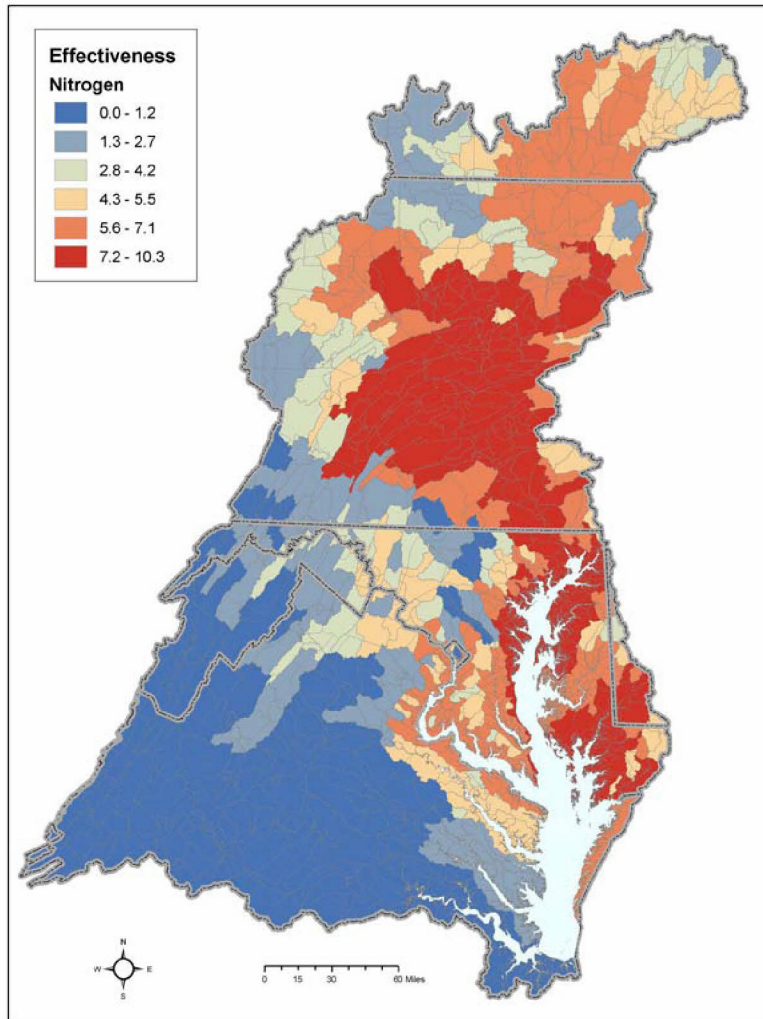 Effectiveness
Nitrogen
0.0 - 1.2
1.3 - 2.7
2.8 - 4.2
4.3 - 5.5
5.6 - 7.1
7.2 - 10.3
N
W E
S
0 15 30 60 Miles